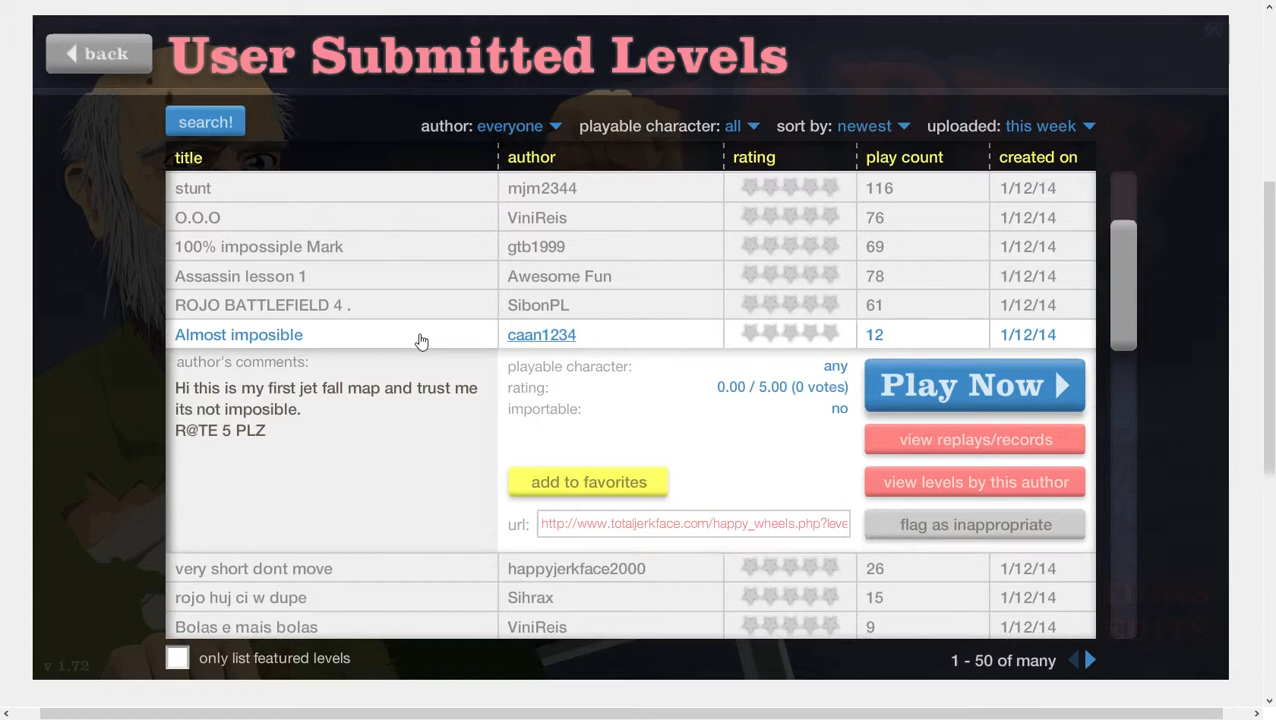 back
User Submitted Levels
search!
author: everyone playable character: all sort by: newest uploaded: this week
title author rating play count created on
stunt mjm2344 116 1/12/14
O.O.O ViniReis 76 1/12/14
100% impossiple Mark gtb1999 69 1/12/14
Assassin lesson 1 Awesome Fun 78 1/12/14
ROJO BATTLEFIELD 4 . SibonPL 61 1/12/14
Almost imposible caan1234 12 1/12/14
author's comments:
Hi this is my first jet fall map and trust me
its not imposible.
R@TE 5 PLZ
playable character: any
rating: 0.00 / 5.00 (0 votes)
importable: no
add to favorites
url: http://www.totaljerkface.com/happy_wheels.php?leve
Play Now
view replays/records
view levels by this author
flag as inappropriate
very short dont move happyjerkface2000 26 1/12/14
rojo huj ci w dupe Sihrax 15 1/12/14
Bolas e mais bolas ViniReis 9 1/12/14
v 1.72
only list featured levels
1 - 50 of many